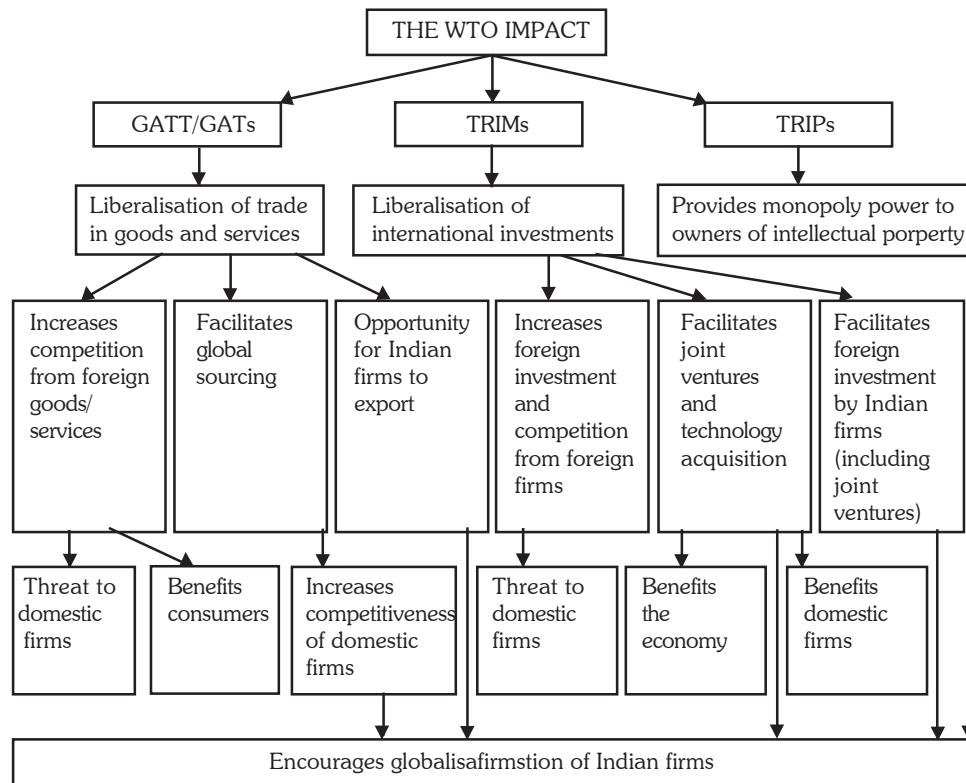 THE WTO IMPACT
GATT/GATs
TRIMs
TRIPs
Liberalisation of trade
in goods and services
Liberalisation of
international investments
Provides monopoly power to
owners of intellectual porperty
Increases
competition
from foreign
goods/
services
Facilitates
global
sourcing
Opportunity
for Indian
firms to
export
Increases
foreign
investment
and
competition
from foreign
firms
Facilitates
joint
ventures
and
technology
acquisition
Facilitates
foreign
investment
by Indian
firms
(including
joint
ventures)
Threat to
domestic
firms
Benefits
consumers
Increases
competitiveness
of domestic
firms
Threat to
domestic
firms
Benefits
the
economy
Benefits
domestic
firms
Encourages globalisafirmstion of Indian firms